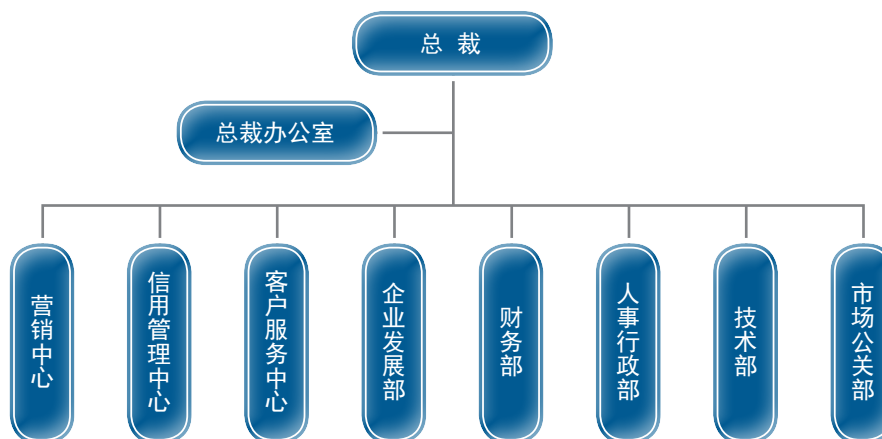 总 裁
总裁办公室
营销中心
信用管理中心
客户服务中心
企业发展部
财务部
人事行政部
技术部
市场公关部